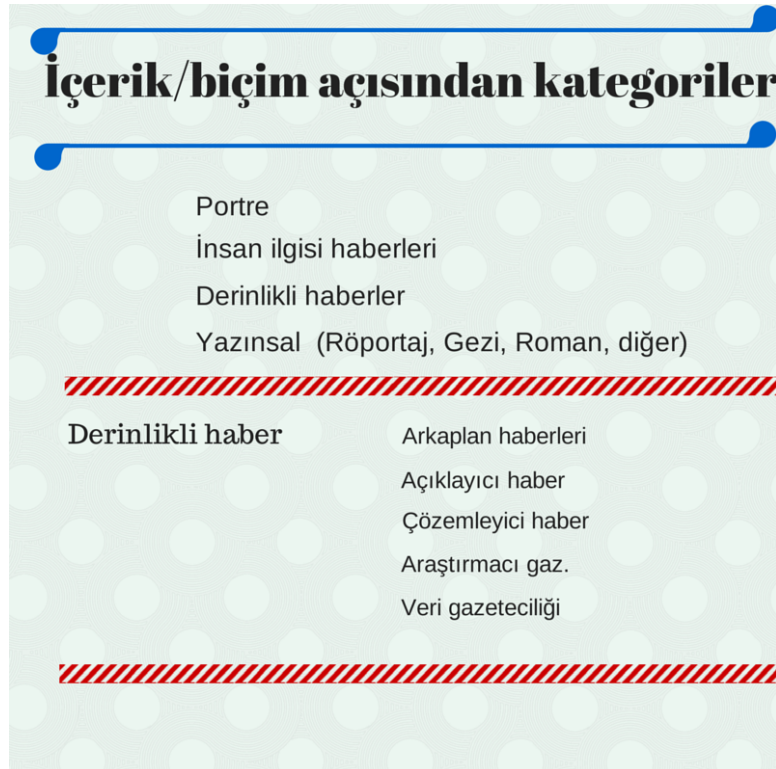 İçerik/biçim açısından kategoriler
Portre
İnsan ilgisi haberleri
Derinlikli haberler
Yazınsal (Röportaj, Gezi, Roman, diğer)
Derinlikli haber
Arkaplan haberleri
Açıklayıcı haber
Çözemleyici haber
Araştırmacı gaz.
Veri gazeteciliği